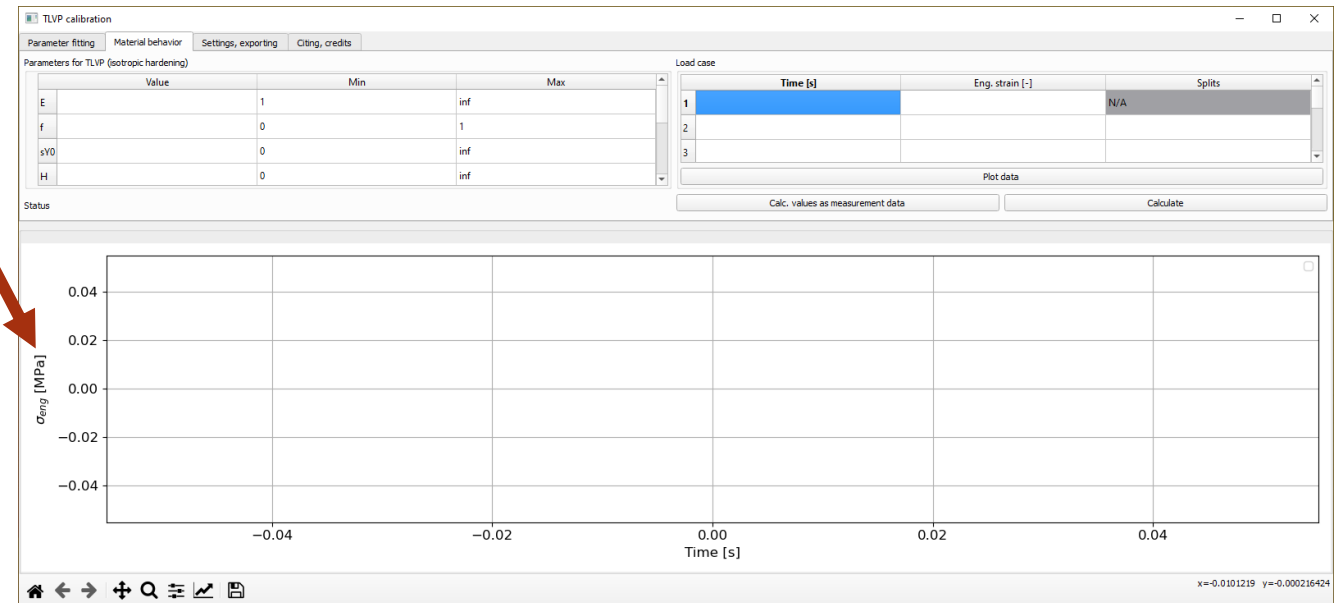 TLVP calibration
Parameter fitting Material behavior Settings, exporting Citing, credits
Parameters for TLVP (isotropic hardening)
Value Min Max
E 1 inf
f 0 1
sY0 0 inf
H 0 inf
Status
Load case
Time [s] Eng. strain [-] Splits
1 N/A
2
3
Plot data
Calc. values as measurement data Calculate
σeng [MPa]
0.04
0.02
0.00
−0.02
−0.04
−0.04 −0.02 0.00 0.02 0.04
Time [s]
x=-0.0101219 y=-0.000216424